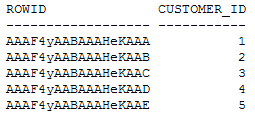 ROWID CUSTOMER_ID
------------------ -----------
AAAF4yAABAAAHeKAAA 1
AAAF4yAABAAAHeKAAB 2
AAAF4yAABAAAHeKAAC 3
AAAF4yAABAAAHeKAAD 4
AAAF4yAABAAAHeKAAE 5